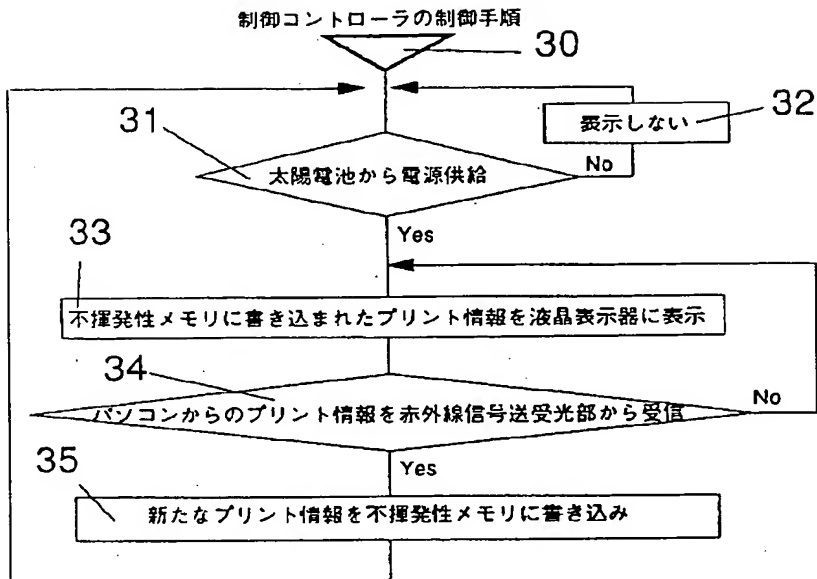 制御コントローラの制御手順
30
31
32
表示しない
太陽電池から電源供給
No
Yes
33
不揮発性メモリに書き込まれたプリント情報を液晶表示器に表示
34
No
パソコンからのプリント情報を赤外線信号送受光部から受信
Yes
35
新たなプリント情報を不揮発性メモリに書き込み